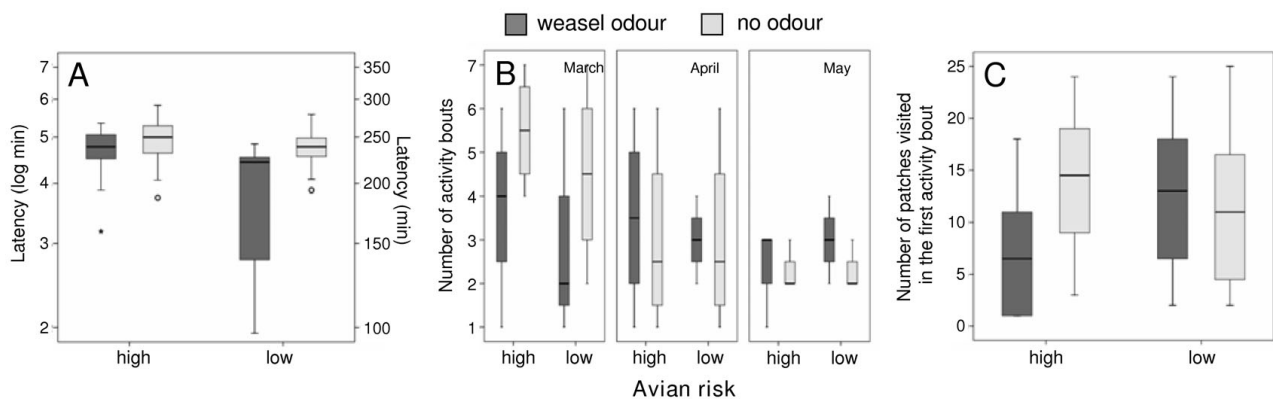 weasel odour no odour
A
7
6
5
4
3
2
Latency (log min)
350
300
250
200
150
100
Latency (min)
high low
B
March April May
7
6
5
4
3
2
1
Number of activity bouts
high low high low high low
Avian risk
C
25
20
15
10
5
0
Number of patches visited
in the first activity bout
high low